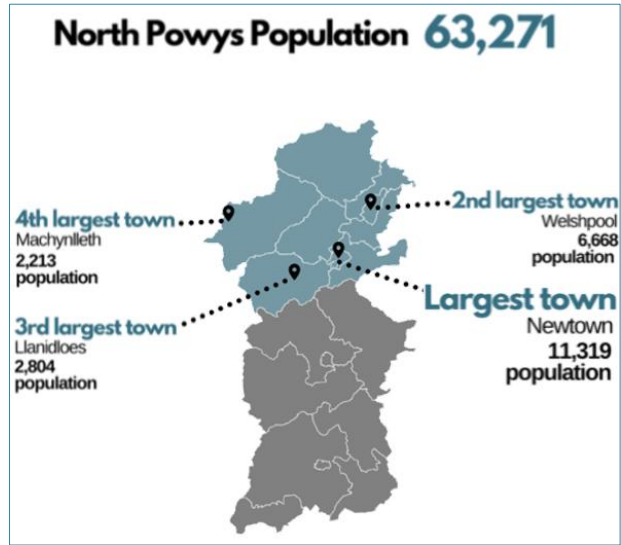 North Powys Population 63,271
4th largest town
Machynlleth
2,213
population
2nd largest town
Welshpool
6,668
population
3rd largest town
Llanidloes
2,804
population
Largest town
Newtown
11,319
population